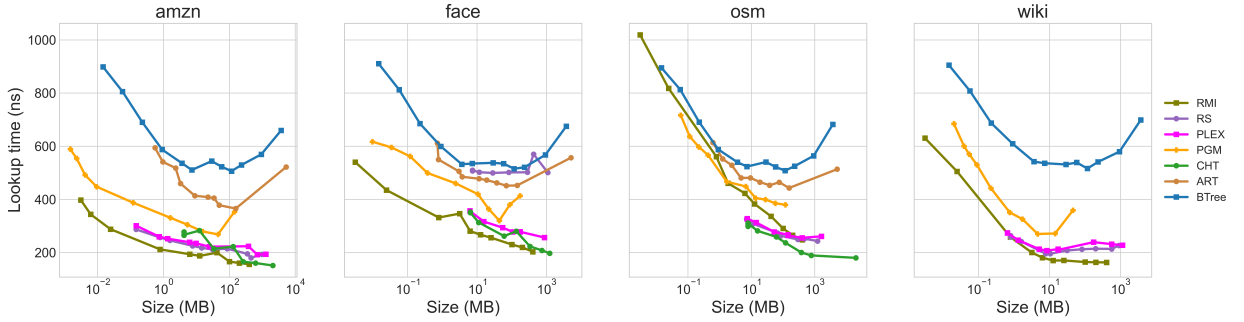 amzn
face
osm
wiki
Lookup time (ns)
1000
800
600
400
200
10⁻² 10⁰ 10² 10⁴
10⁻¹ 10¹ 10³
10⁻¹ 10¹ 10³
10⁻¹ 10¹ 10³
Size (MB)
Size (MB)
Size (MB)
Size (MB)
RMI
RS
PLEX
PGM
CHT
ART
BTree